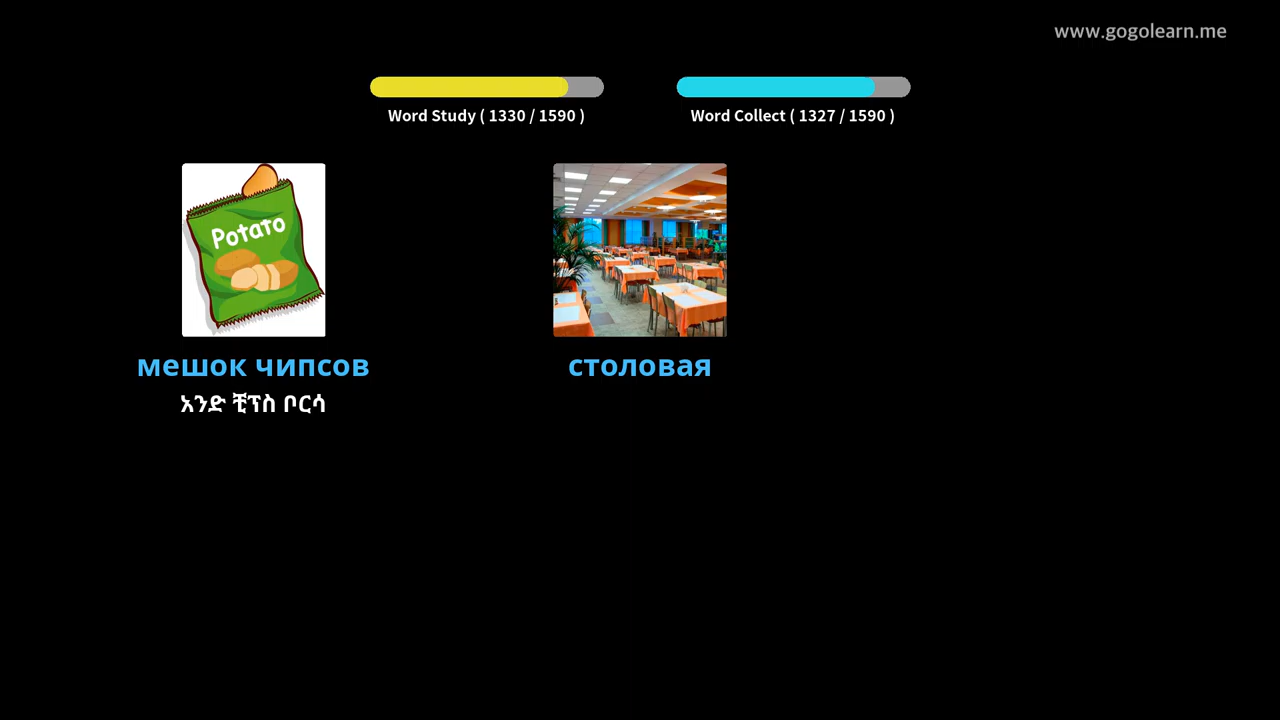 www.gogolearn.me
Word Study ( 1330 / 1590 )
Word Collect ( 1327 / 1590 )
Potato
мешок чипсов
столовая
አንድ ቺፕስ ቦርሳ